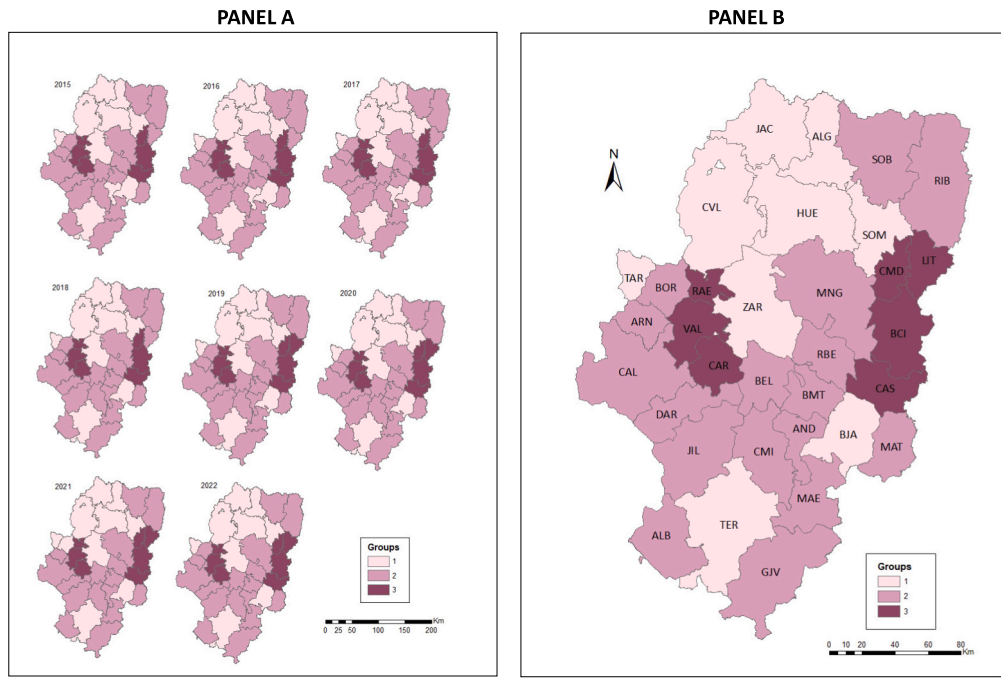 PANEL A
PANEL B
2015
2016
2017
2018
2019
2020
2021
2022
Groups
1
2
3
Km
0 25 50 100 150 200
N
JAC
ALG
SOB
RIB
CVL
HUE
SOM
LIT
CMD
TAR
BOR
RAE
ZAR
MNG
ARN
VAL
BCI
RBE
CAL
CAR
BEL
CAS
BMT
DAR
AND
BJA
MAT
JIL
CMI
MAE
TER
ALB
GJV
Groups
1
2
3
0 10 20 40 60 80
Km